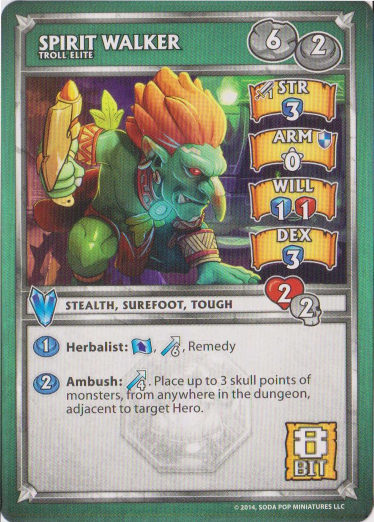 SPIRIT WALKER
TROLL ELITE
6 2
STR
3
ARM
0
WILL
1 1
DEX
3
2
2
STEALTH, SUREFOOT, TOUGH
1 Herbalist: , 6, Remedy
2 Ambush: 4. Place up to 3 skull points of
monsters, from anywhere in the dungeon,
adjacent to target Hero.
8
BIT
© 2014, SODA POP MINIATURES LLC